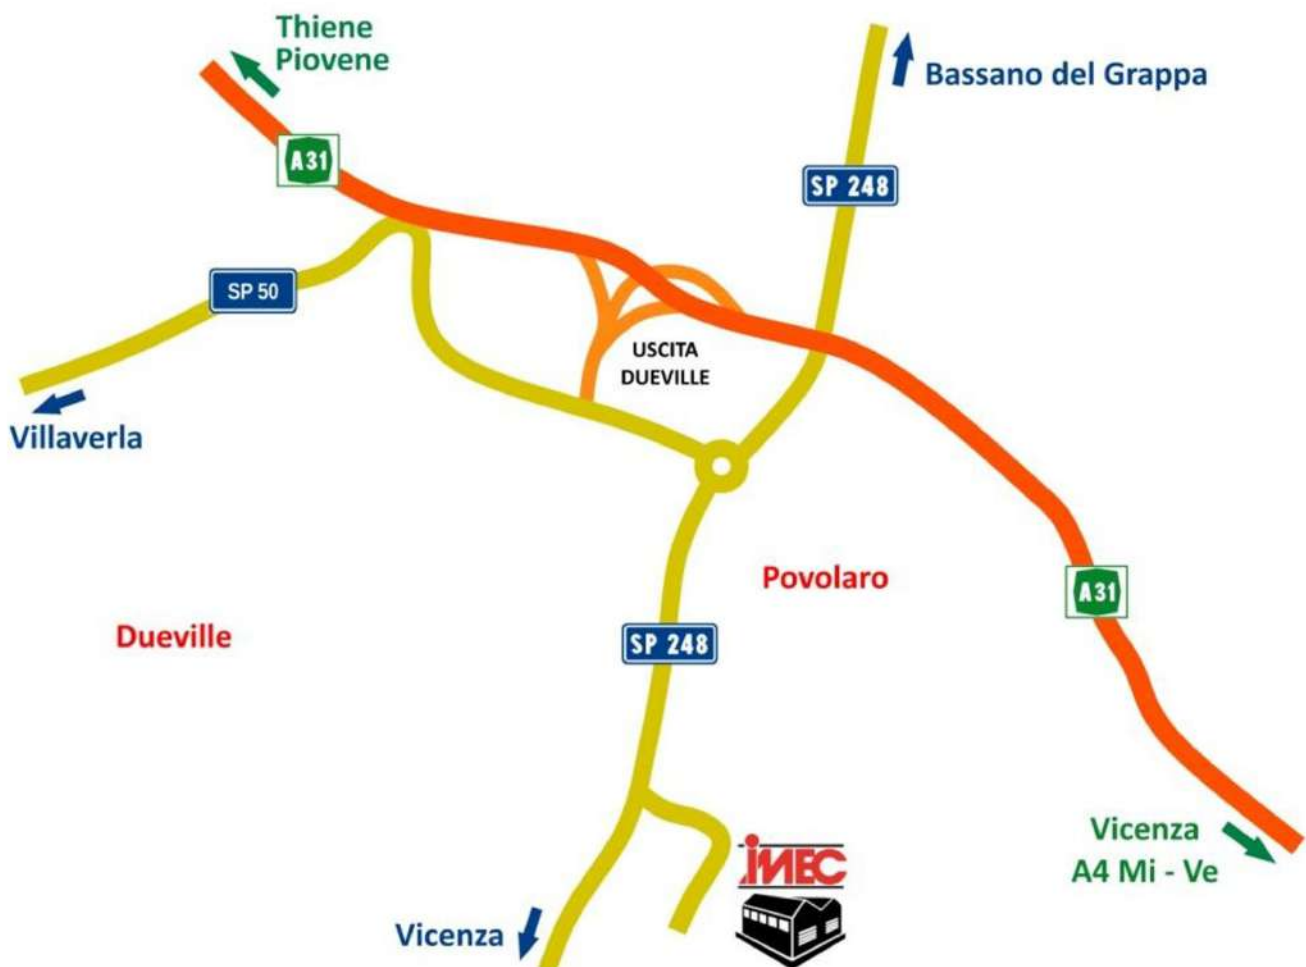 Thiene
Piovene
Bassano del Grappa
A31
SP 248
SP 50
USCITA
DUEVILLE
Villaverla
Povolaro
A31
Dueville
SP 248
Vicenza
A4 Mi - Ve
iMEC
Vicenza